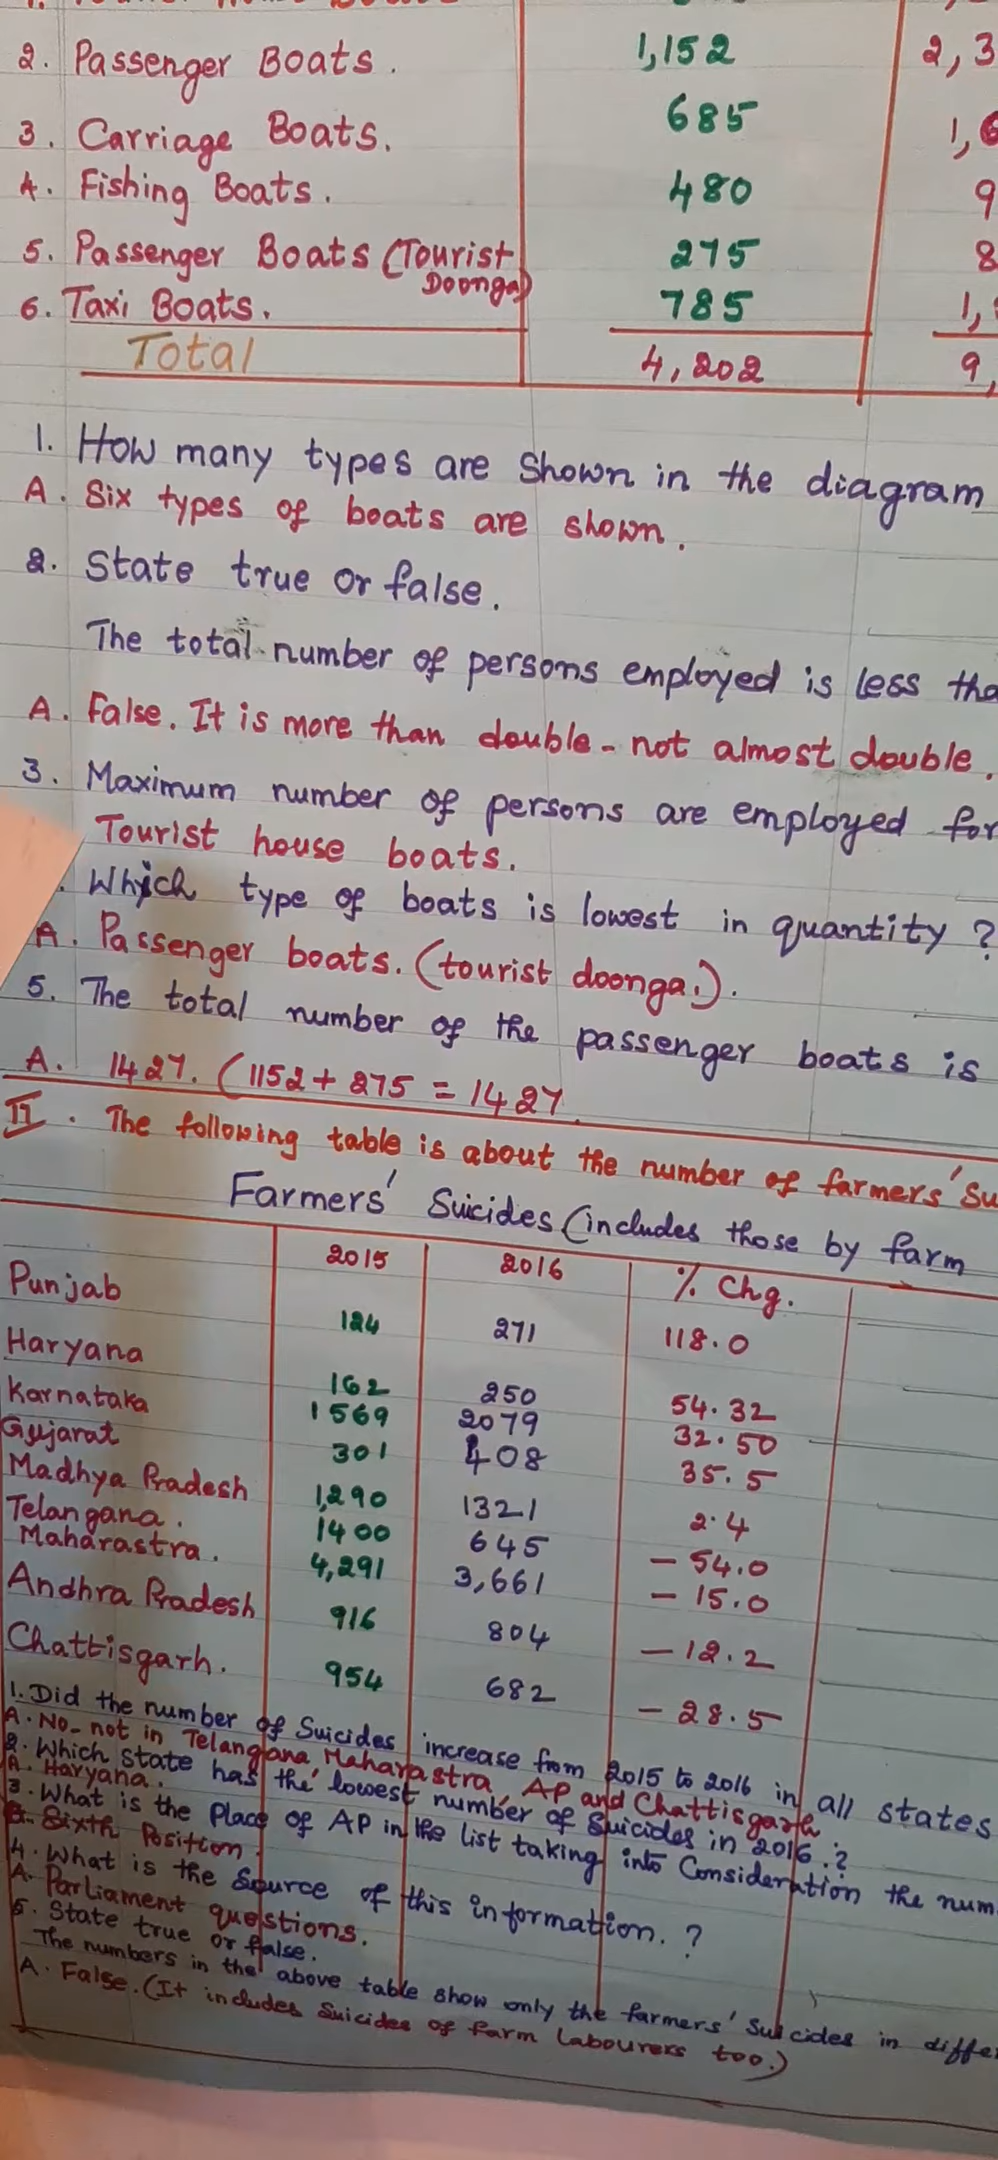 2. Passenger Boats. 1,152 2,3
3. Carriage Boats. 685 1,6
4. Fishing Boats. 480 9
5. Passenger Boats (Tourist Doonga) 275 8
6. Taxi Boats. 785 1,
Total 4,202 9,
1. How many types are shown in the diagram
A. Six types of boats are shown.
2. State true or false.
The total number of persons employed is less tha
A. False. It is more than double - not almost double.
3. Maximum number of persons are employed for
Tourist house boats.
. Which type of boats is lowest in quantity ?
A. Passenger boats. (tourist doonga.).
5. The total number of the passenger boats is
A. 1427. (1152 + 275 = 1427
II. The following table is about the number of farmers' Su
Farmers' Suicides (includes those by farm
2015 2016 % Chg.
Punjab 124 271 118.0
Haryana 162 250 54.32
Karnataka 1569 2079 32.50
Gujarat 301 408 35.5
Madhya Pradesh 1,290 1321 2.4
Telangana. 1400 645 - 54.0
Maharastra. 4,291 3,661 - 15.0
Andhra Pradesh 916 804 - 12.2
Chattisgarh. 954 682 - 28.5
1. Did the number of Suicides increase from 2015 to 2016 in all states
A. No - not in Telangana, Maharastra, AP and Chattisgarh
2. Which state has the lowest number of Suicides in 2016.?
A. Haryana.
3. What is the Place of AP in the list taking into Consideration the num
Sixth Position.
4. What is the Source of this information. ?
A. Parliament questions.
5. State true or false.
The numbers in the above table show only the farmers' Suicides in diffe
A. False. (It includes Suicides of farm labourers too.)